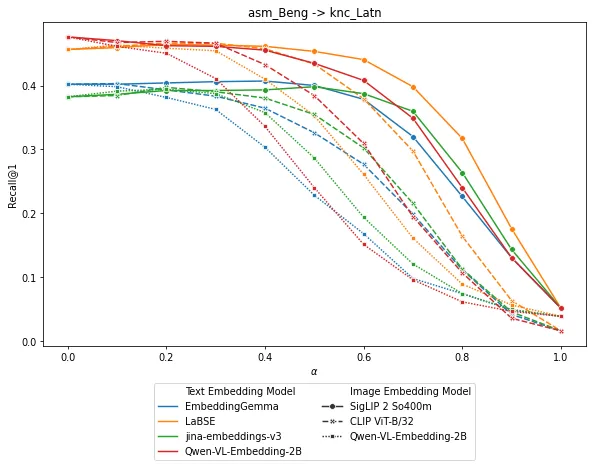 asm_Beng -> knc_Latn
Recall@1
0.4
0.3
0.2
0.1
0.0
0.0 0.2 0.4 0.6 0.8 1.0
α
Text Embedding Model Image Embedding Model
EmbeddingGemma SigLIP 2 So400m
LaBSE CLIP ViT-B/32
jina-embeddings-v3 Qwen-VL-Embedding-2B
Qwen-VL-Embedding-2B